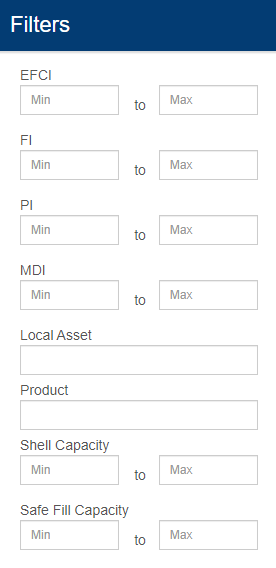 Filters
EFCI
Min to Max
FI
Min to Max
PI
Min to Max
MDI
Min to Max
Local Asset
Product
Shell Capacity
Min to Max
Safe Fill Capacity
Min to Max